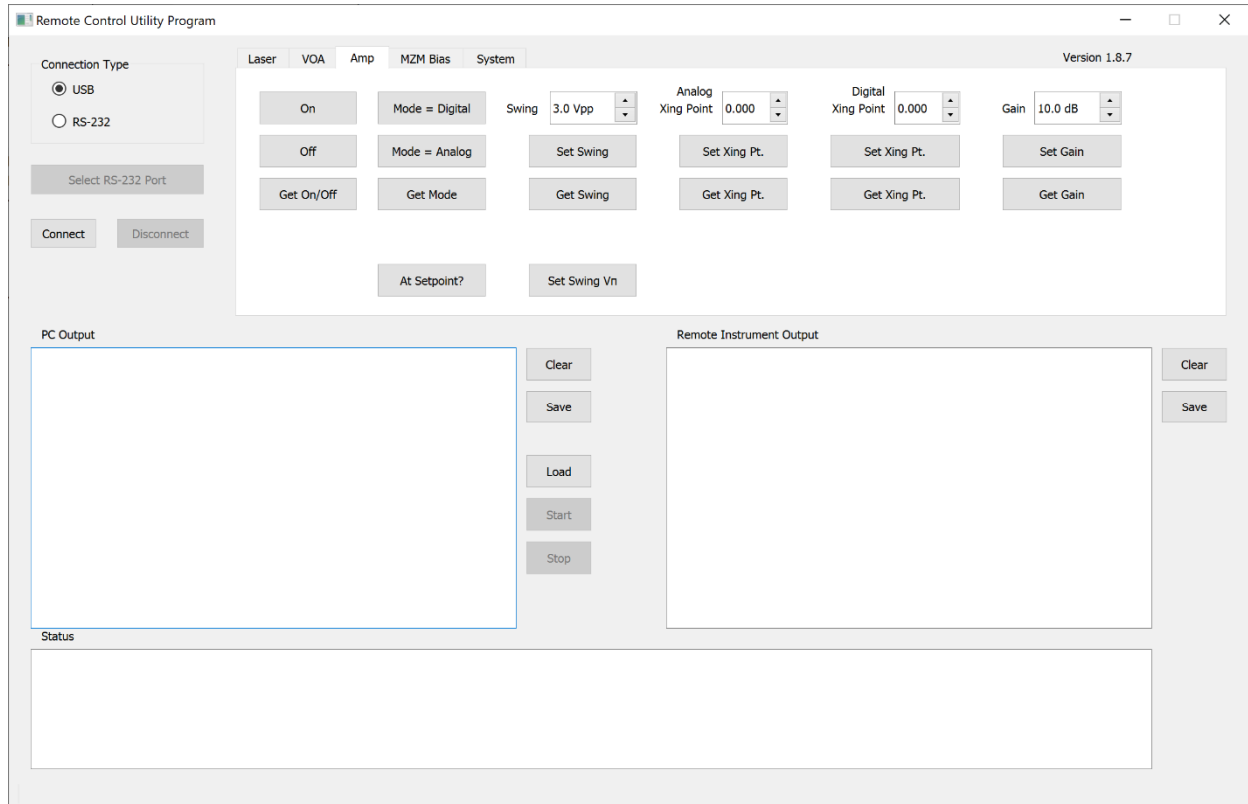 Remote Control Utility Program
Connection Type
USB
RS-232
Select RS-232 Port
Connect Disconnect
Laser VOA Amp MZM Bias System
Version 1.8.7
On Mode = Digital Swing 3.0 Vpp Analog Xing Point 0.000 Digital Xing Point 0.000 Gain 10.0 dB
Off Mode = Analog Set Swing Set Xing Pt. Set Xing Pt. Set Gain
Get On/Off Get Mode Get Swing Get Xing Pt. Get Xing Pt. Get Gain
At Setpoint? Set Swing Vπ
PC Output
Clear
Save
Load
Start
Stop
Remote Instrument Output
Clear
Save
Status